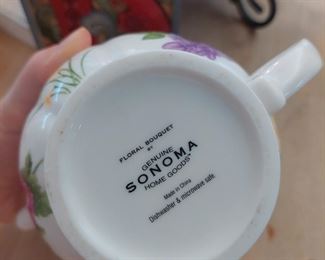 FLORAL BOUQUET
BY
GENUINE
SONOMA
HOME GOODS
Made in China
Dishwasher & microwave safe